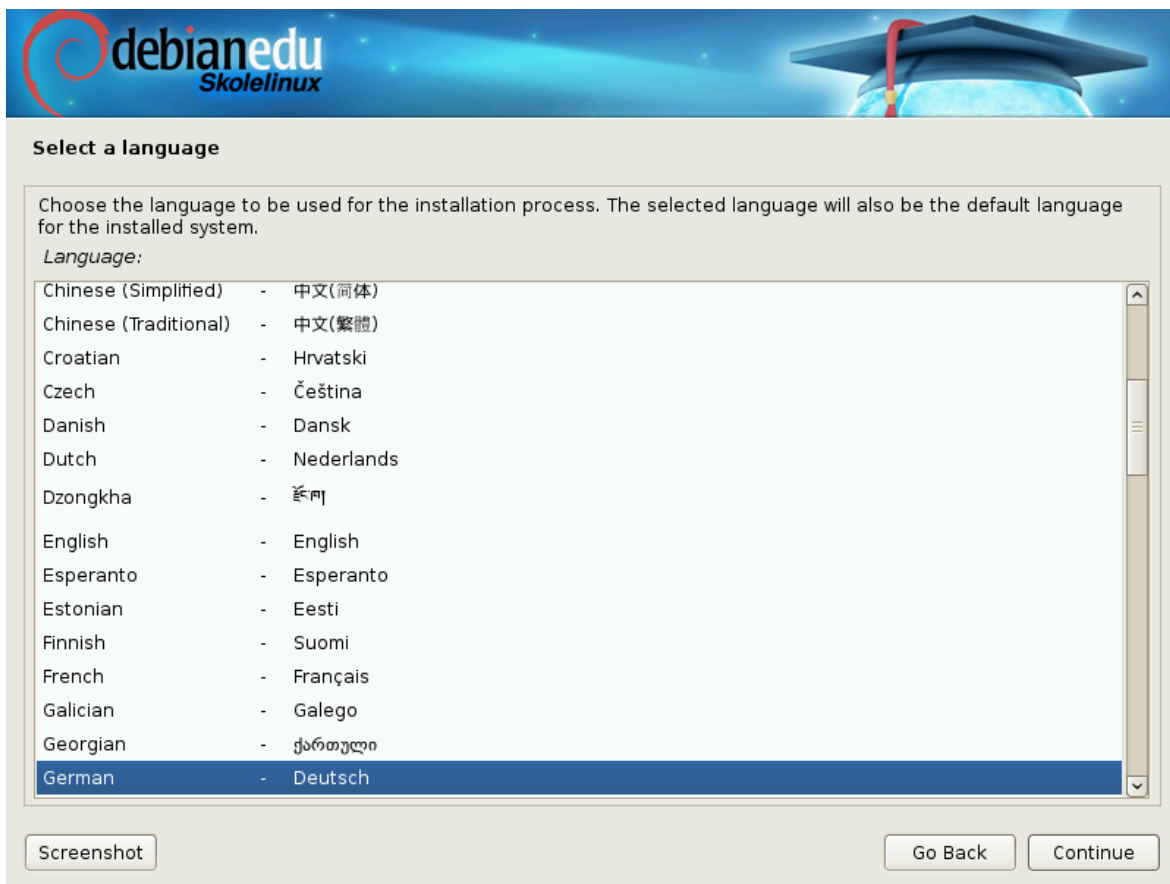 debianedu
Skolelinux
Select a language
Choose the language to be used for the installation process. The selected language will also be the default language
for the installed system.
Language:
Chinese (Simplified) - 中文(简体)
Chinese (Traditional) - 中文(繁體)
Croatian - Hrvatski
Czech - Čeština
Danish - Dansk
Dutch - Nederlands
Dzongkha - རྫོང་ཁ།
English - English
Esperanto - Esperanto
Estonian - Eesti
Finnish - Suomi
French - Français
Galician - Galego
Georgian - ქართული
German - Deutsch
Screenshot Go Back Continue